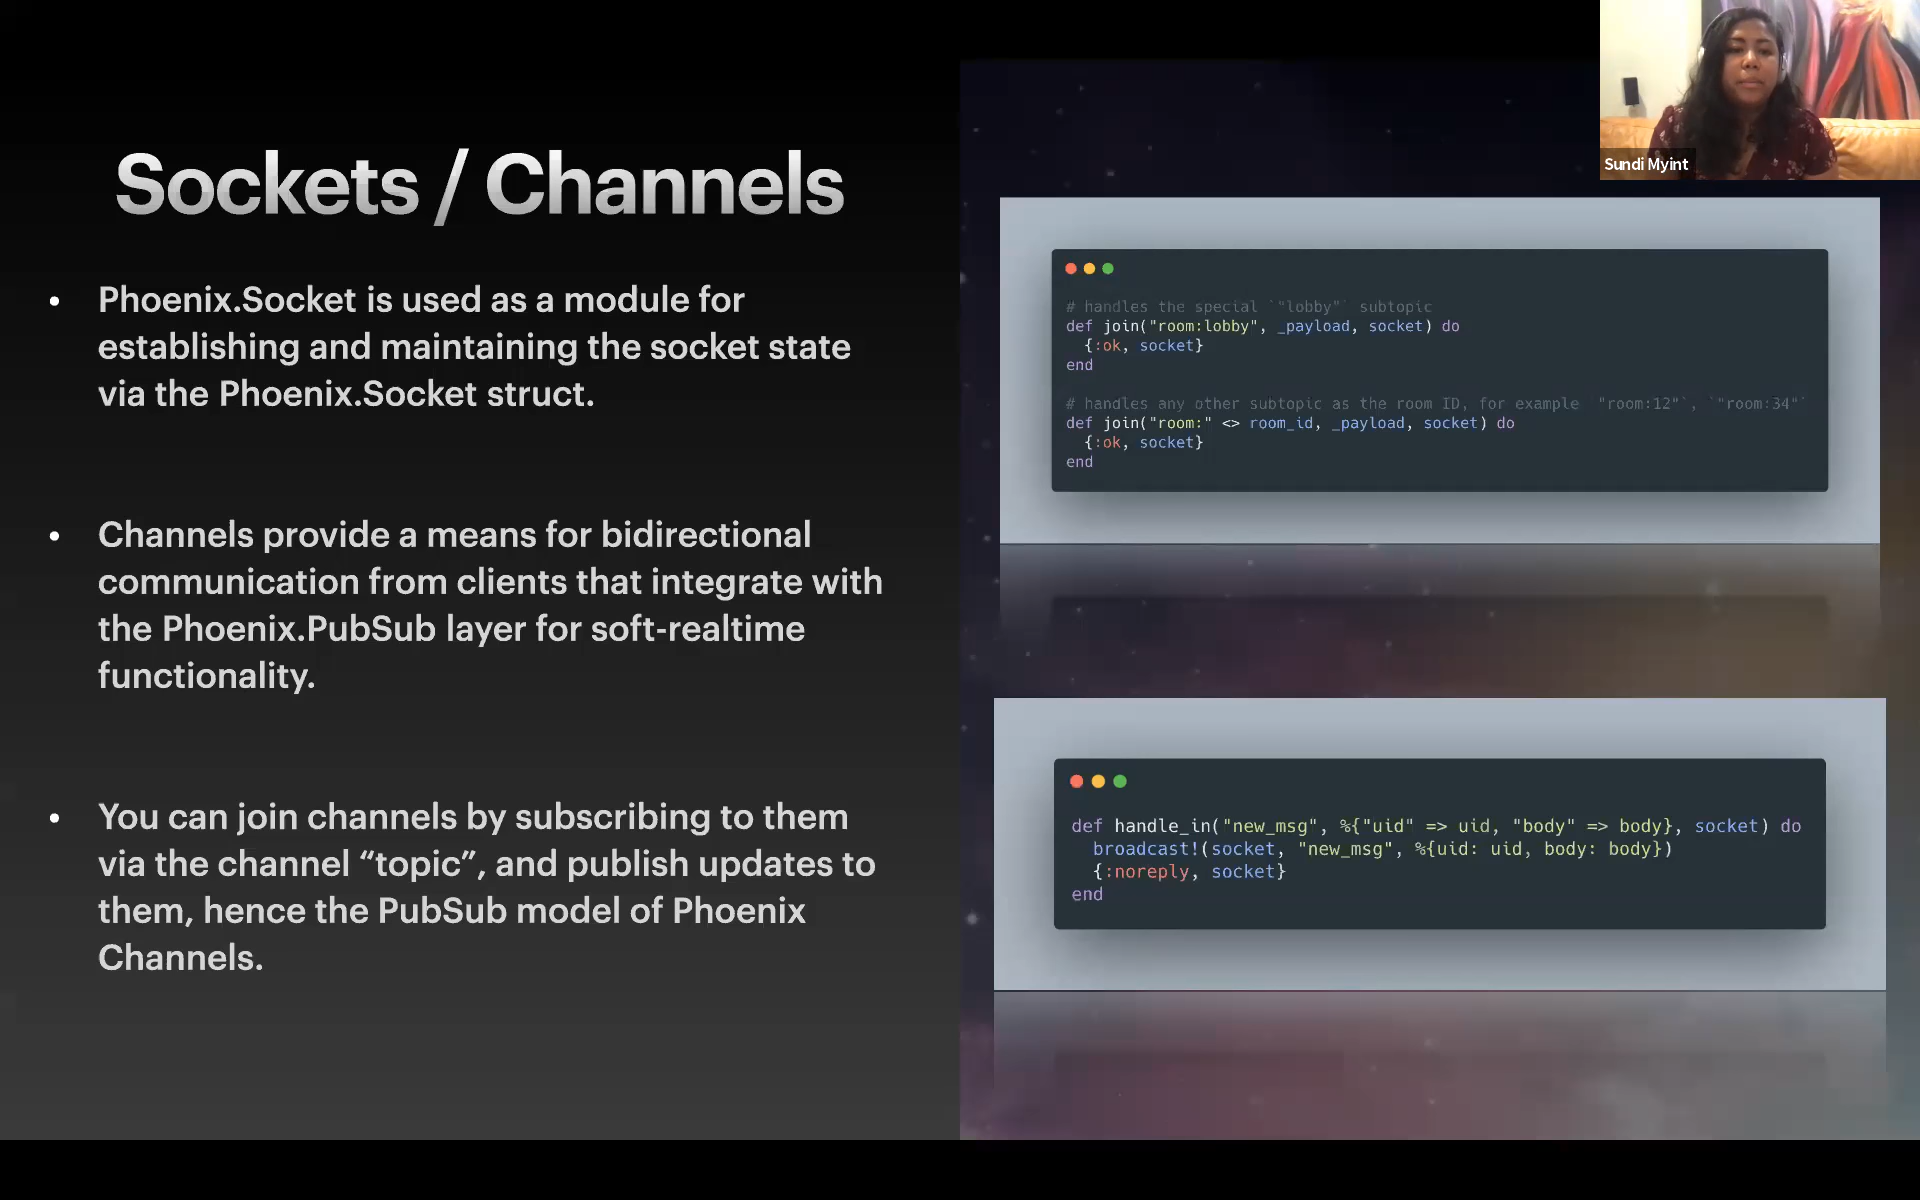 Sockets / Channels
• Phoenix.Socket is used as a module for
establishing and maintaining the socket state
via the Phoenix.Socket struct.
• Channels provide a means for bidirectional
communication from clients that integrate with
the Phoenix.PubSub layer for soft-realtime
functionality.
• You can join channels by subscribing to them
via the channel “topic”, and publish updates to
them, hence the PubSub model of Phoenix
Channels.
Sundi Myint
# handles the special `"lobby"` subtopic
def join("room:lobby", _payload, socket) do
  {:ok, socket}
end
# handles any other subtopic as the room ID, for example `"room:12"`, `"room:34"`
def join("room:" <> room_id, _payload, socket) do
  {:ok, socket}
end
def handle_in("new_msg", %{"uid" => uid, "body" => body}, socket) do
  broadcast!(socket, "new_msg", %{uid: uid, body: body})
  {:noreply, socket}
end